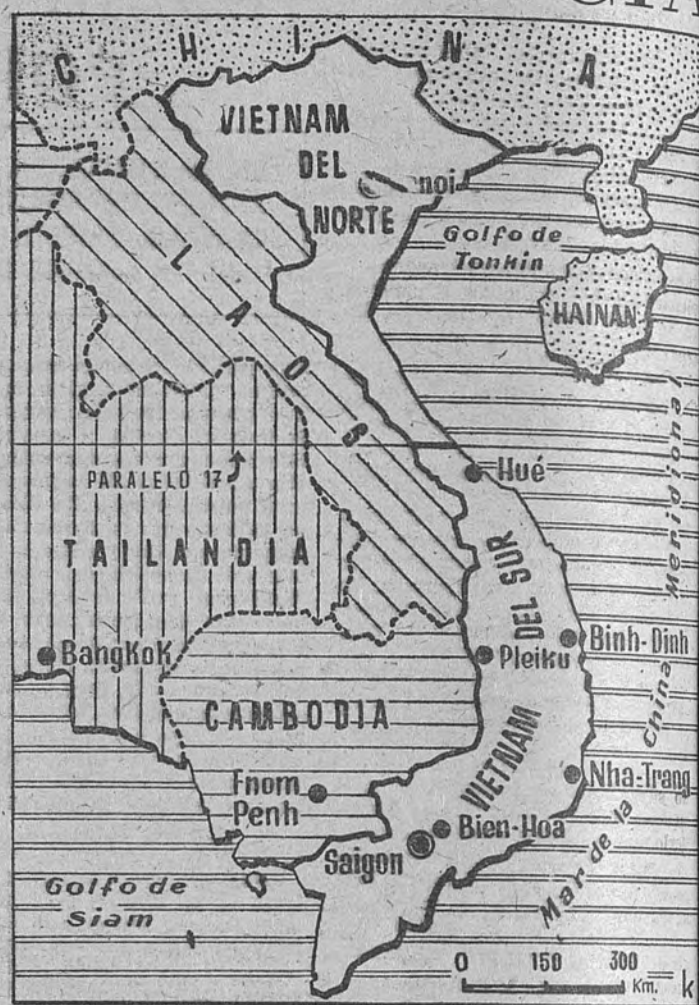 CHINA
VIETNAM
DEL
noi
NORTE
Golfo de
Tonkin
HAINAN
LAOS
PARALELO 17
Hué
TAILANDIA
BangKoK
DEL SUR
Binh-Dinh
Pleiku
CAMBODIA
VIETNAM
Fnom
Penh
Nha-Trang
Bien-Hoa
Saigon
Mar de la China Meridional
Golfo de
Siam
0 150 300
Km.